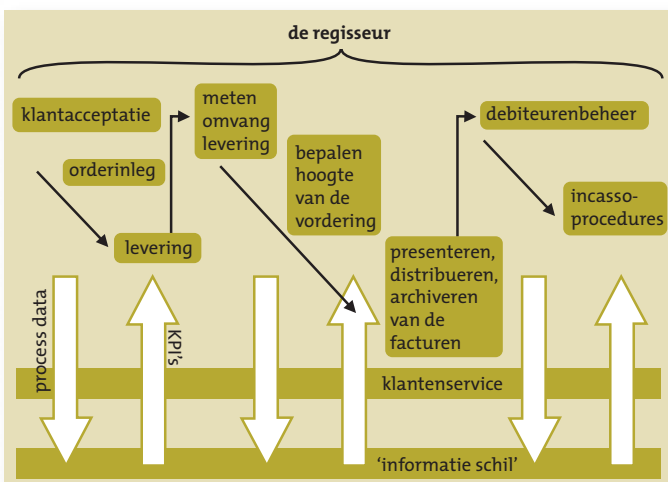 de regisseur
klantacceptatie
orderinleg
levering
meten
omvang
levering
bepalen
hoogte
van de
vordering
presenteren,
distribueren,
archiveren
van de
facturen
debiteurenbeheer
incasso-
procedures
process data
KPI's
klantenservice
‘informatie schil’